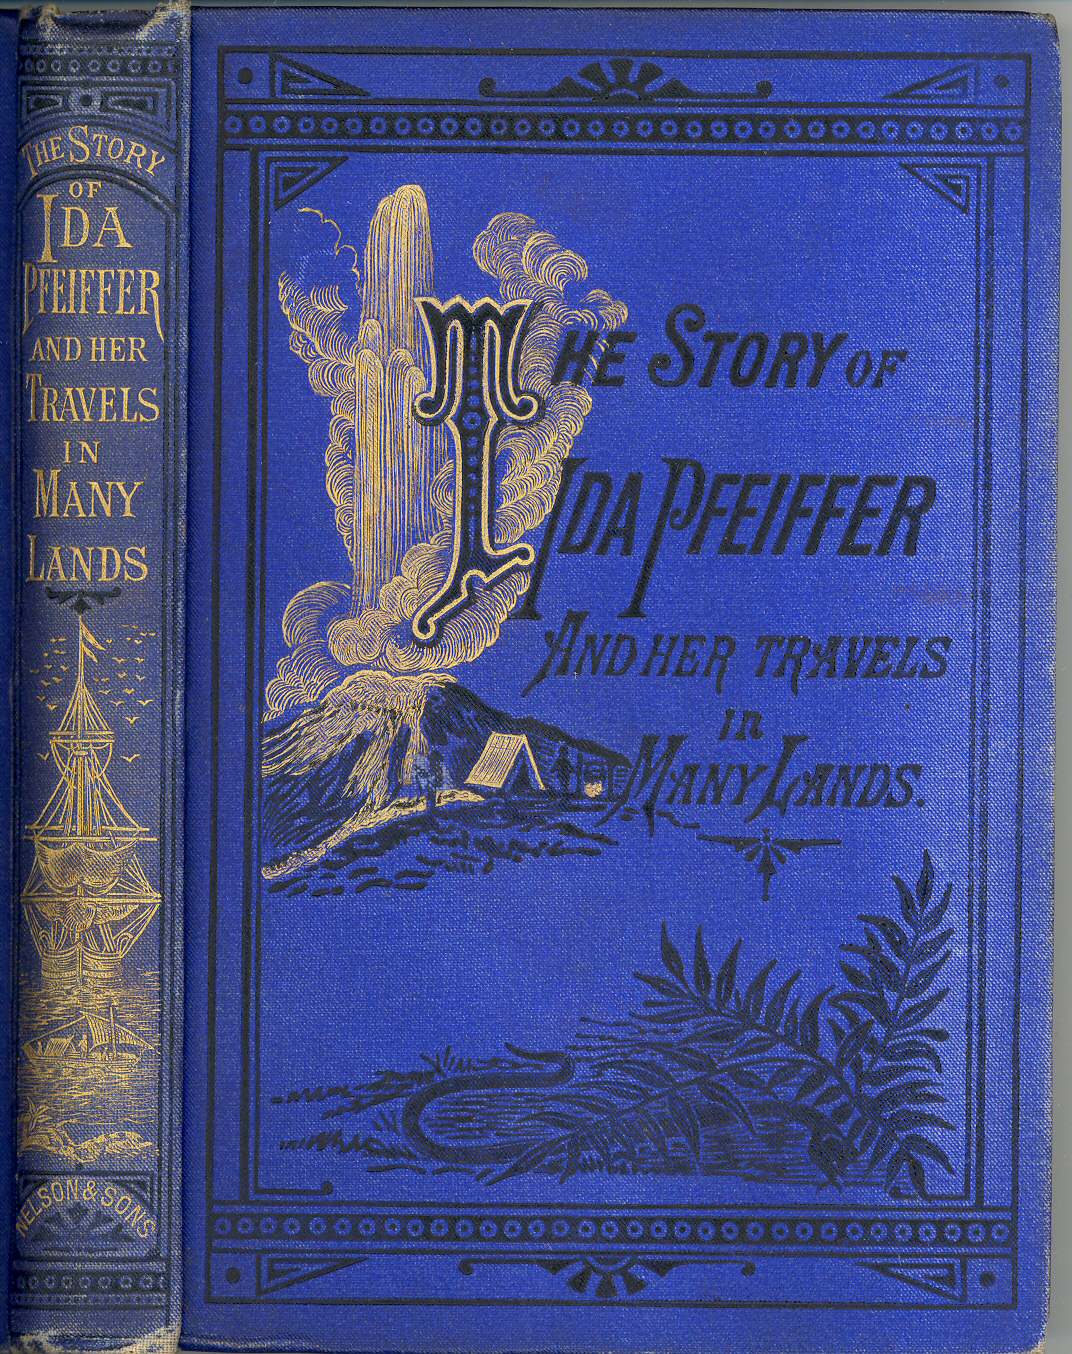 THE STORY
OF
IDA
PFEIFFER
AND HER
TRAVELS
IN
MANY
LANDS
NELSON & SONS
THE STORY OF
IDA PFEIFFER
AND HER TRAVELS
in
MANY LANDS.